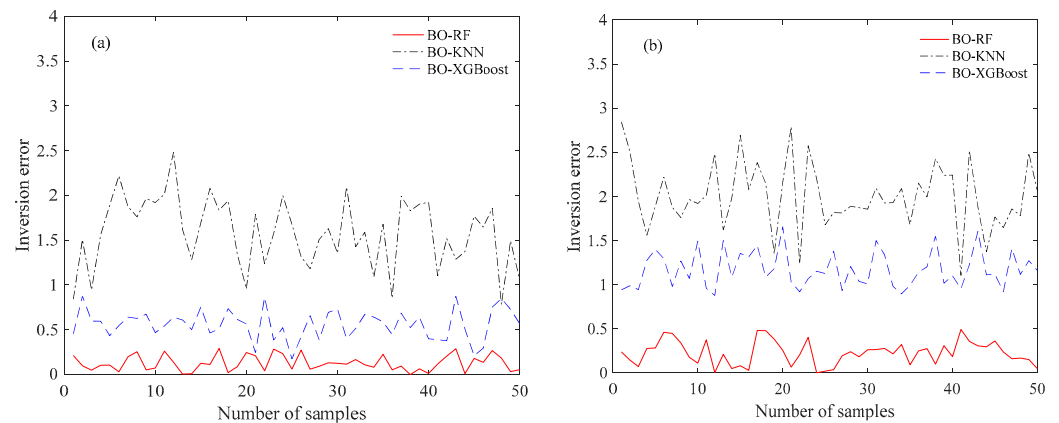 (a)
BO-RF
BO-KNN
BO-XGBoost
4
3.5
3
2.5
2
1.5
1
0.5
0
Inversion error
0 10 20 30 40 50
Number of samples
(b)
BO-RF
BO-KNN
BO-XGBoost
4
3.5
3
2.5
2
1.5
1
0.5
0
Inversion error
0 10 20 30 40 50
Number of samples